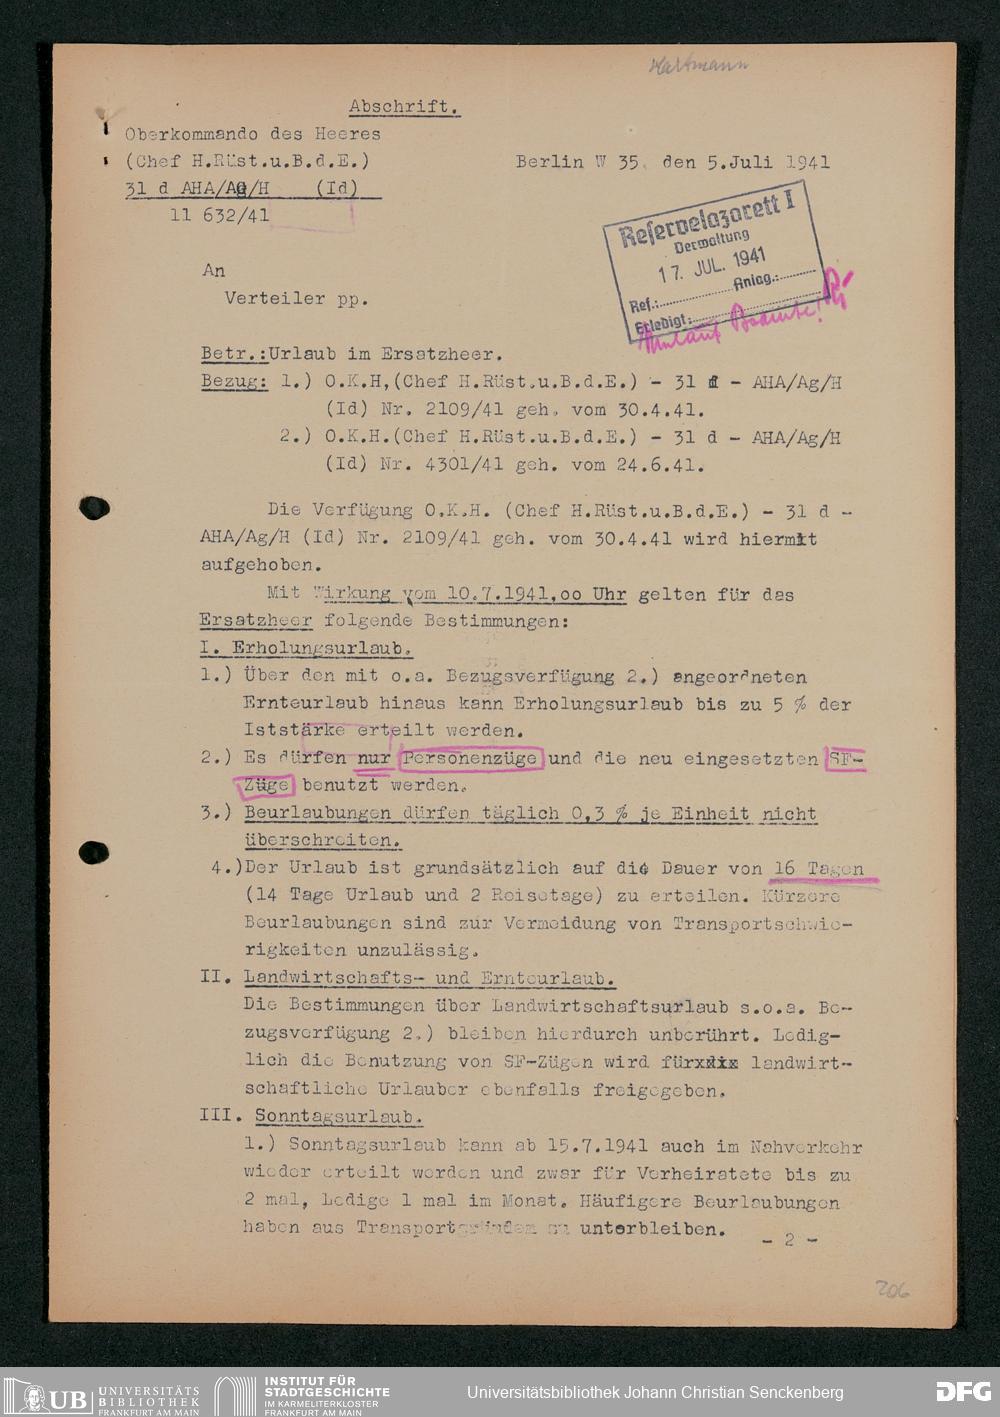 Hartmann
Abschrift.
Oberkommando des Heeres
(Chef H.Rüst.u.B.d.E.)
Berlin W 35, den 5.Juli 1941
31 d AHA/Ag/H (Id)
11 632/41
Reservelazarett I
Verwaltung
17. JUL. 1941
Anlag.:
Ref.:
Erledigt:
Umlauf Beamte!
An
Verteiler pp.
Betr.:Urlaub im Ersatzheer.
Bezug: 1.) O.K.H,(Chef H.Rüst.u.B.d.E.) - 31 d - AHA/Ag/H
(Id) Nr. 2109/41 geh. vom 30.4.41.
2.) O.K.H.(Chef H.Rüst.u.B.d.E.) - 31 d - AHA/Ag/H
(Id) Nr. 4301/41 geh. vom 24.6.41.
Die Verfügung O.K.H. (Chef H.Rüst.u.B.d.E.) - 31 d -
AHA/Ag/H (Id) Nr. 2109/41 geh. vom 30.4.41 wird hiermit
aufgehoben.
Mit Wirkung vom 10.7.1941,oo Uhr gelten für das
Ersatzheer folgende Bestimmungen:
I. Erholungsurlaub.
1.) Über den mit o.a. Bezugsverfügung 2.) angeordneten
Ernteurlaub hinaus kann Erholungsurlaub bis zu 5 % der
Iststärke erteilt werden.
2.) Es dürfen nur Personenzüge und die neu eingesetzten SF-
Züge benutzt werden.
3.) Beurlaubungen dürfen täglich 0,3 % je Einheit nicht
überschreiten.
4.)Der Urlaub ist grundsätzlich auf die Dauer von 16 Tagen
(14 Tage Urlaub und 2 Reisetage) zu erteilen. Kürzere
Beurlaubungen sind zur Vermeidung von Transportschwie-
rigkeiten unzulässig.
II. Landwirtschafts- und Ernteurlaub.
Die Bestimmungen über Landwirtschaftsurlaub s.o.a. Be-
zugsverfügung 2.) bleiben hierdurch unberührt. Ledig-
lich die Benutzung von SF-Zügen wird fürxdix landwirt-
schaftliche Urlauber ebenfalls freigegeben.
III. Sonntagsurlaub.
1.) Sonntagsurlaub kann ab 15.7.1941 auch im Nahverkehr
wieder erteilt werden und zwar für Verheiratete bis zu
2 mal, Ledige 1 mal im Monat. Häufigere Beurlaubungen
haben aus Transportgründen zu unterbleiben.
- 2 -
206
UB UNIVERSITÄTS
BIBLIOTHEK
FRANKFURT AM MAIN
INSTITUT FÜR
STADTGESCHICHTE
IM KARMELITERKLOSTER
FRANKFURT AM MAIN
Universitätsbibliothek Johann Christian Senckenberg
DFG